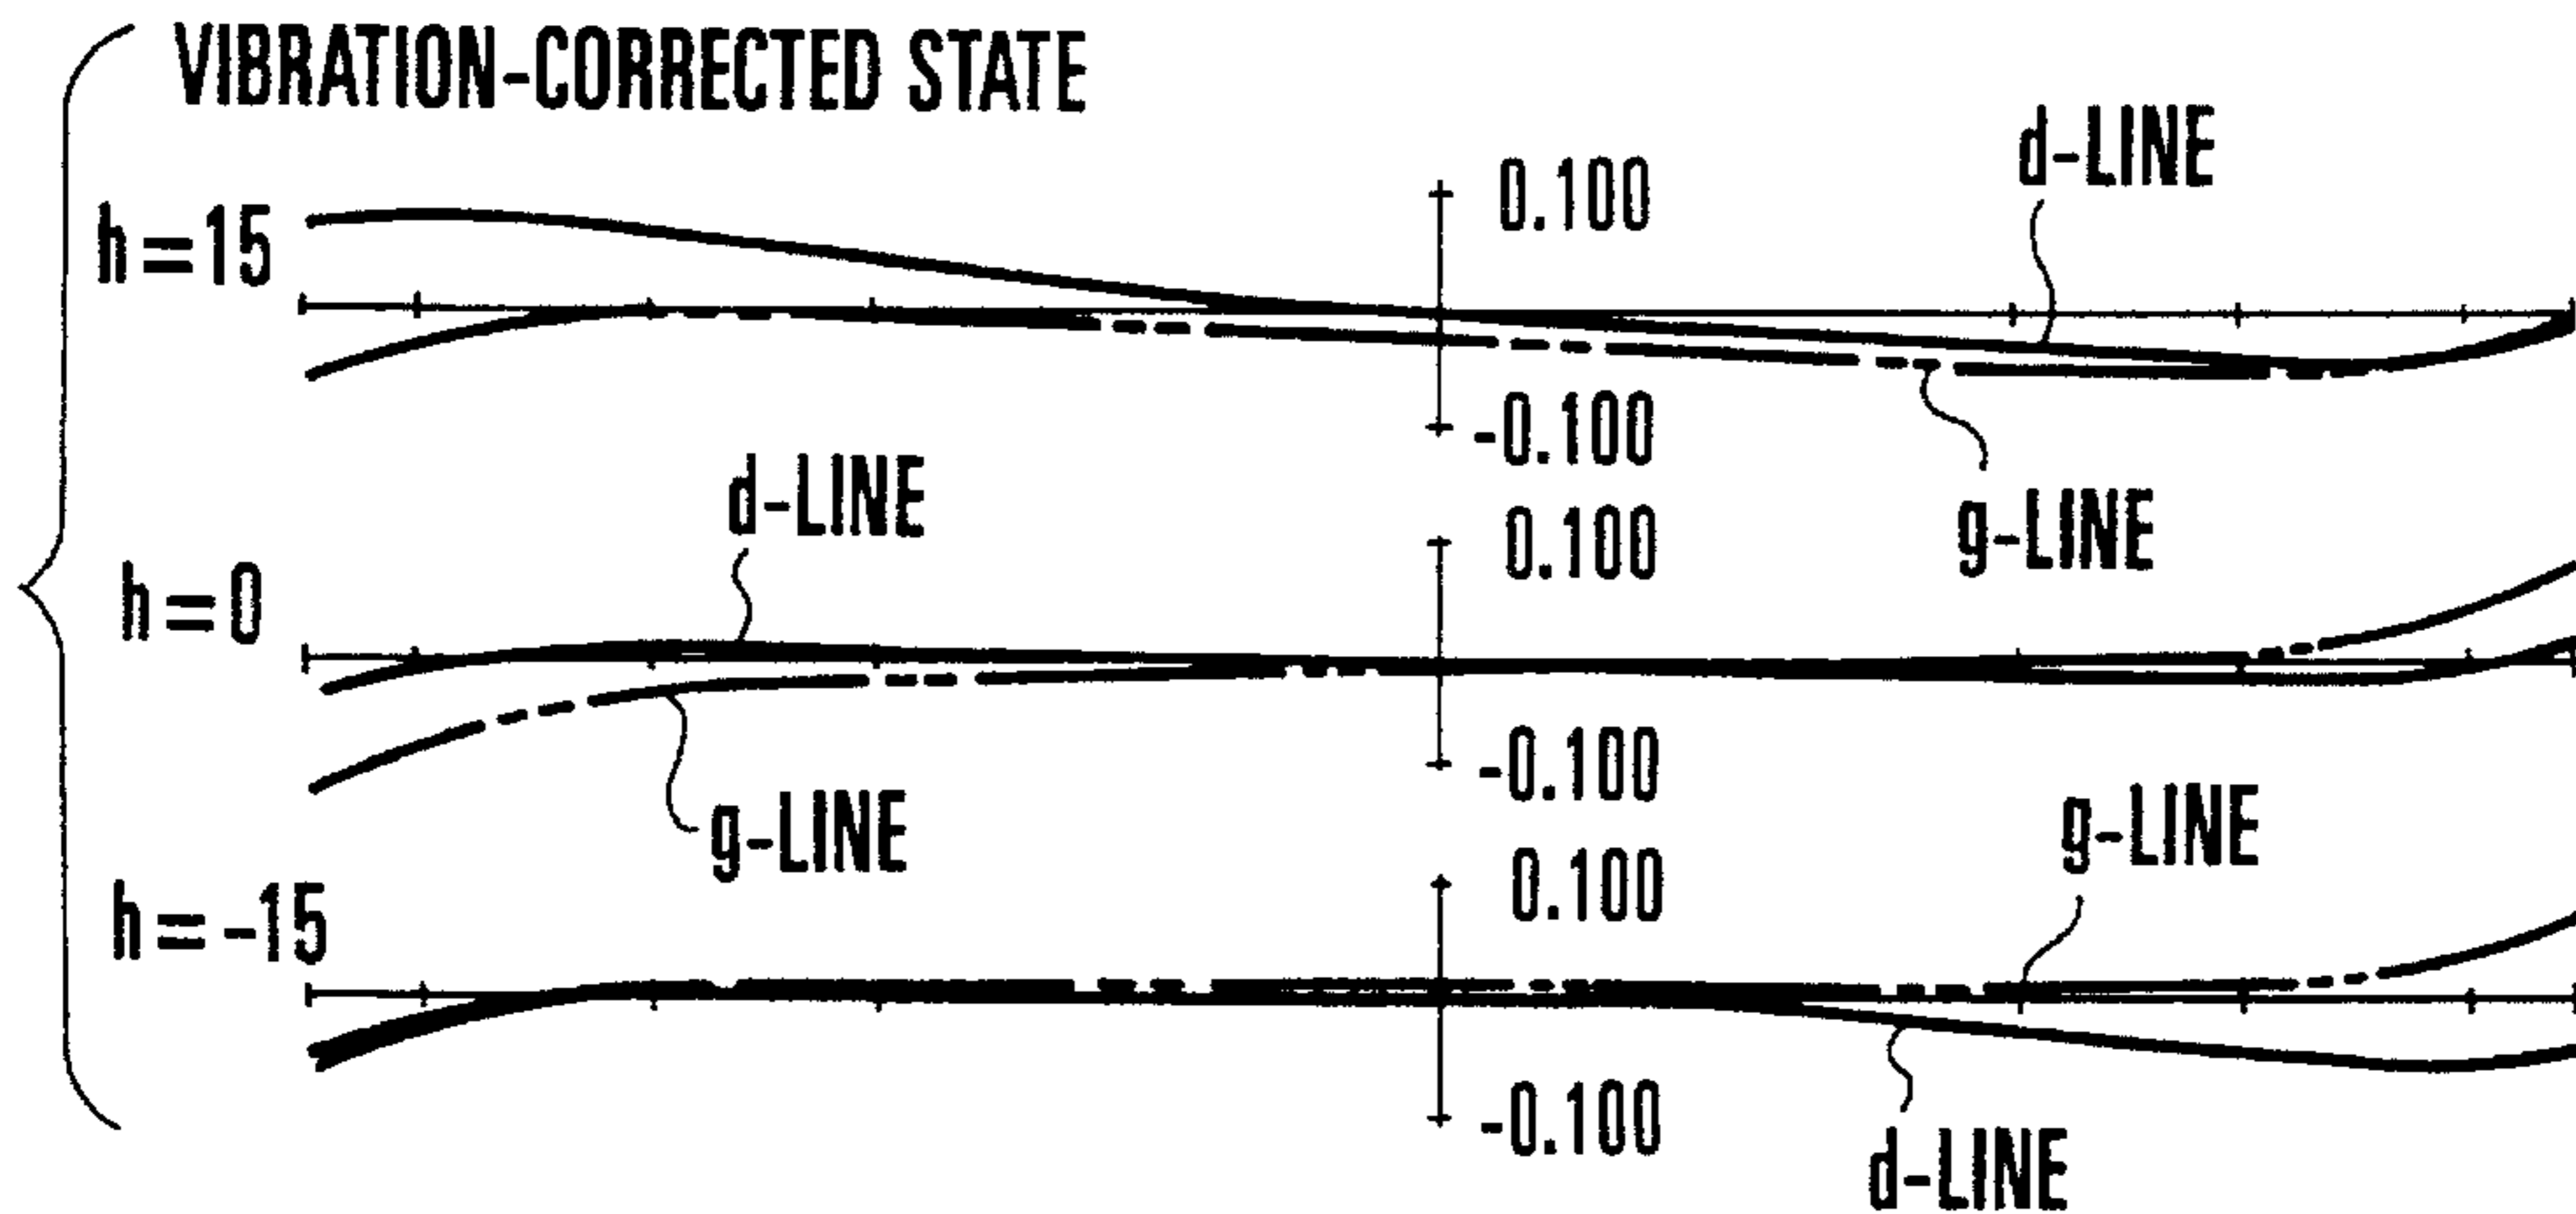 VIBRATION-CORRECTED STATE
d-LINE
0.100
h=15
-0.100
g-LINE
d-LINE
0.100
h=0
-0.100
g-LINE
g-LINE
0.100
h=-15
-0.100
d-LINE